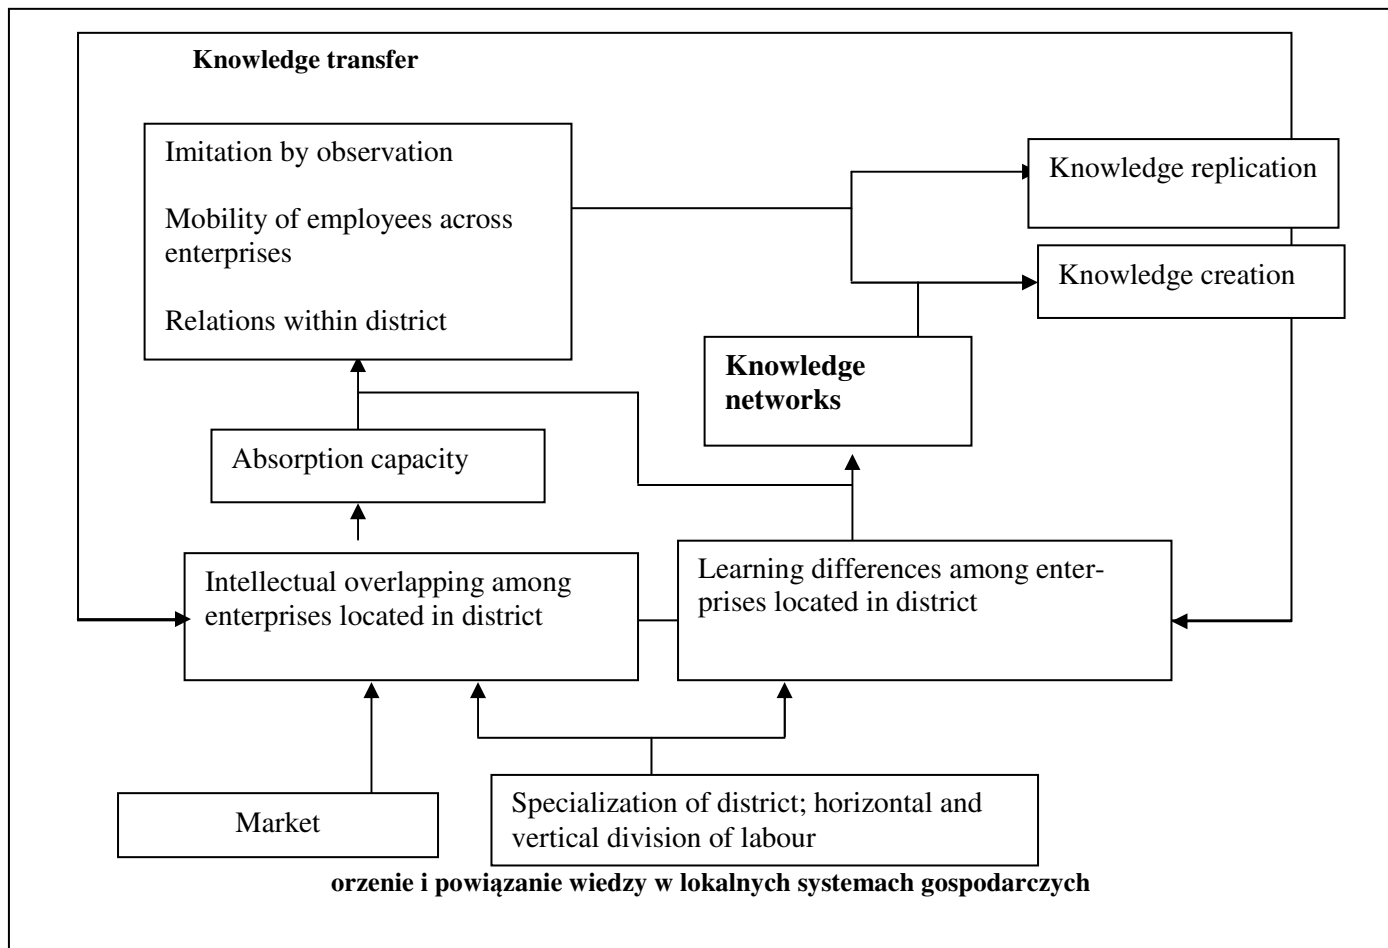 Knowledge transfer
Imitation by observation
Mobility of employees across
enterprises
Relations within district
Knowledge replication
Knowledge creation
Knowledge
networks
Absorption capacity
Intellectual overlapping among
enterprises located in district
Learning differences among enter-
prises located in district
Market
Specialization of district; horizontal and
vertical division of labour
orzenie i powiązanie wiedzy w lokalnych systemach gospodarczych